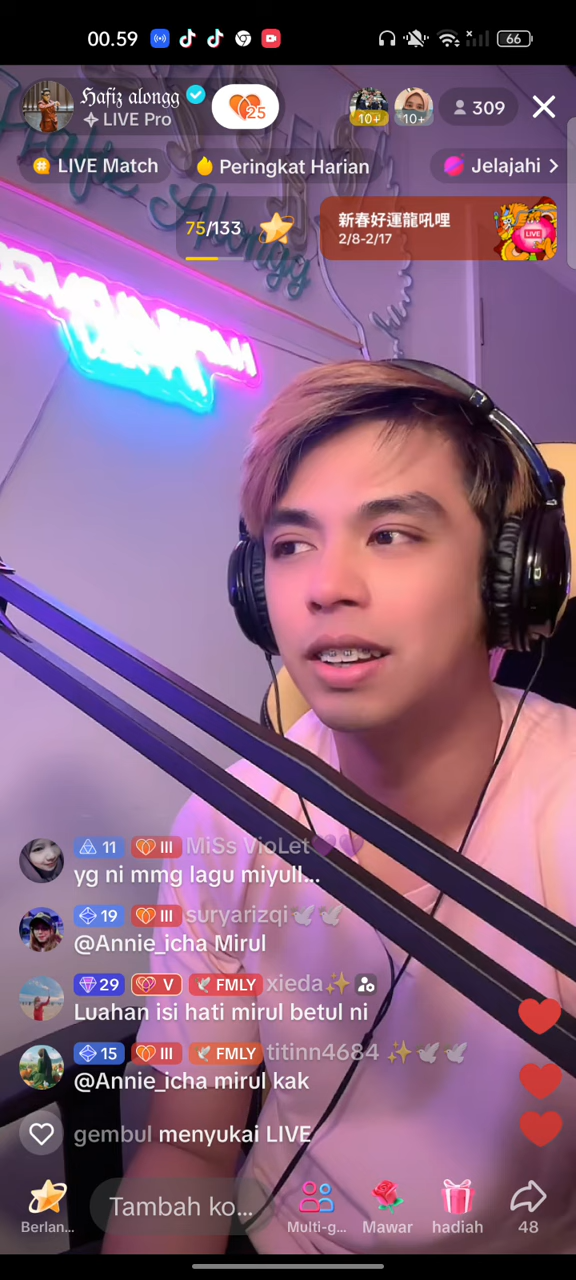 00.59
66
Hafiz alongg
LIVE Pro
25
10+
10+
309
LIVE Match
Peringkat Harian
Jelajahi
75/133
新春好運龍吼哩
2/8-2/17
LIVE
11 III MiSs VioLet
yg ni mmg lagu miyull...
19 III suryarizqi
@Annie_icha Mirul
29 V FMLY xieda
Luahan isi hati mirul betul ni
15 III FMLY titinn4684
@Annie_icha mirul kak
gembul menyukai LIVE
Tambah ko...
Berlan...
Multi-g...
Mawar
hadiah
48